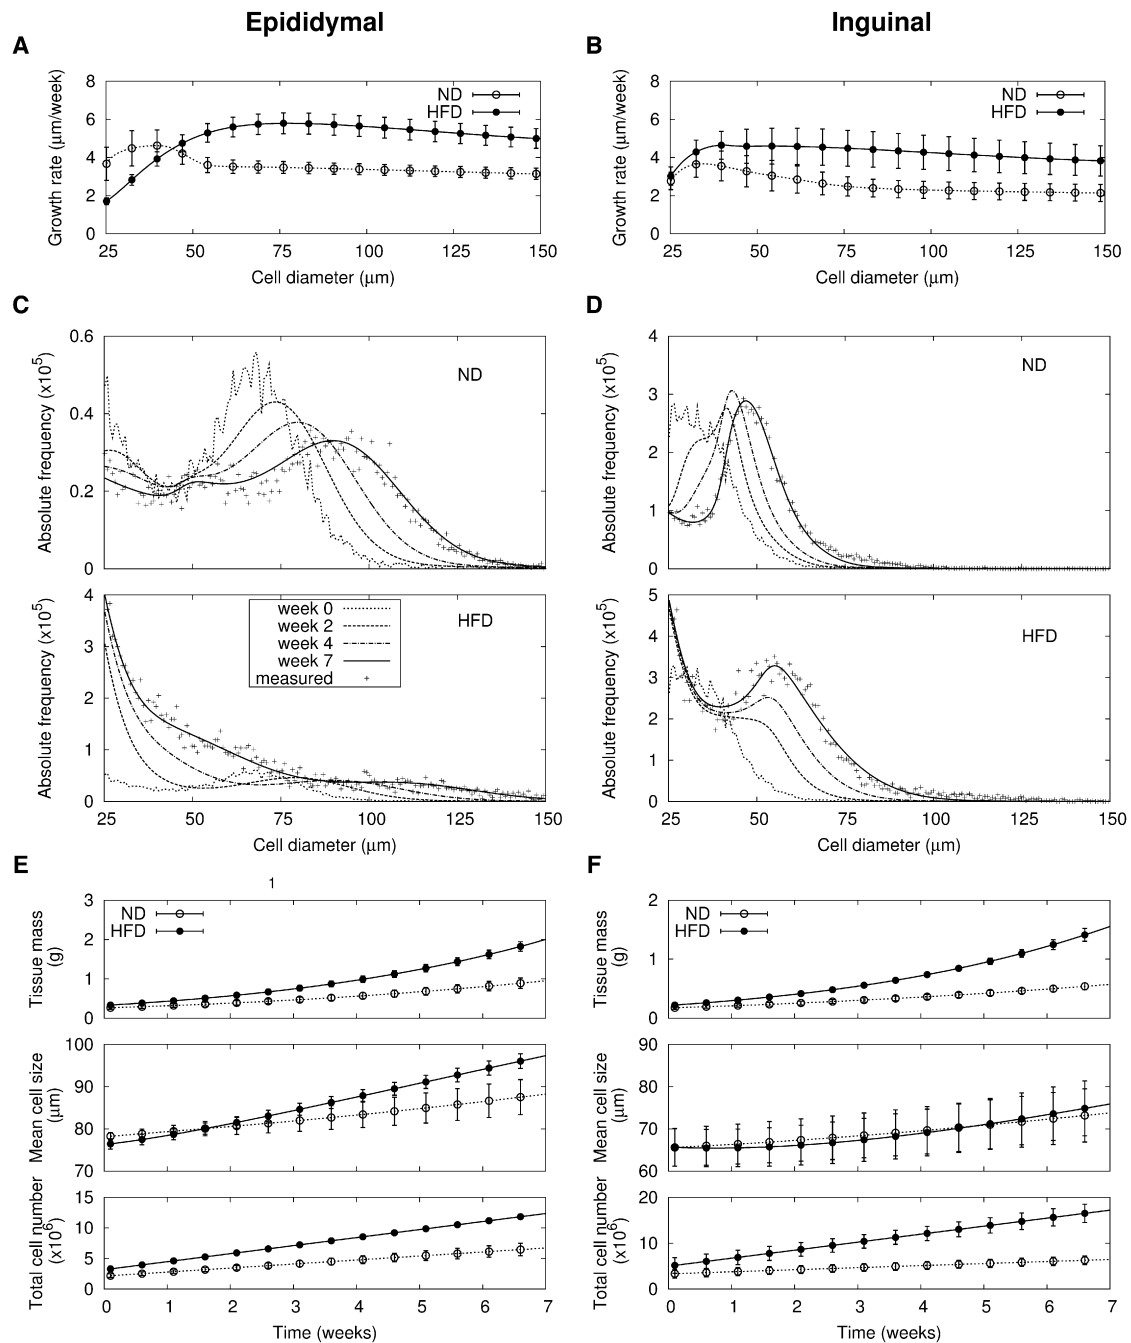 Epididymal
Inguinal
A
B
8
6
4
2
0
Growth rate (μm/week)
ND
HFD
25
50
75
100
125
150
Cell diameter (μm)
8
6
4
2
0
Growth rate (μm/week)
ND
HFD
25
50
75
100
125
150
Cell diameter (μm)
C
D
0.6
0.4
0.2
0
Absolute frequency (x10⁵)
ND
4
3
2
1
0
Absolute frequency (x10⁵)
ND
4
3
2
1
0
Absolute frequency (x10⁵)
week 0
week 2
week 4
week 7
measured
HFD
25
50
75
100
125
150
Cell diameter (μm)
5
4
3
2
1
0
Absolute frequency (x10⁵)
HFD
25
50
75
100
125
150
Cell diameter (μm)
E
F
1
3
2
1
0
Tissue mass
(g)
ND
HFD
2
1
0
Tissue mass
(g)
ND
HFD
100
90
80
70
Mean cell size
(μm)
90
80
70
60
Mean cell size
(μm)
15
10
5
0
Total cell number
(x10⁶)
0
1
2
3
4
5
6
7
Time (weeks)
20
10
0
Total cell number
(x10⁶)
0
1
2
3
4
5
6
7
Time (weeks)